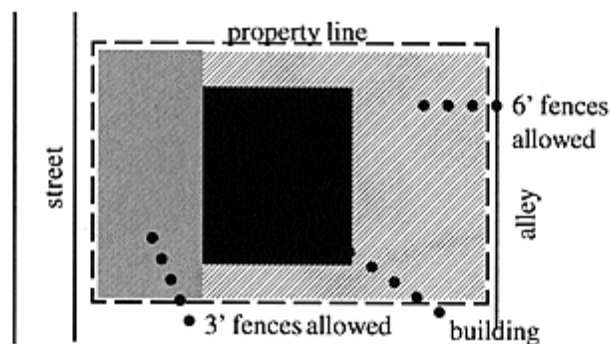 property line
street
6' fences
allowed
alley
3' fences allowed
building